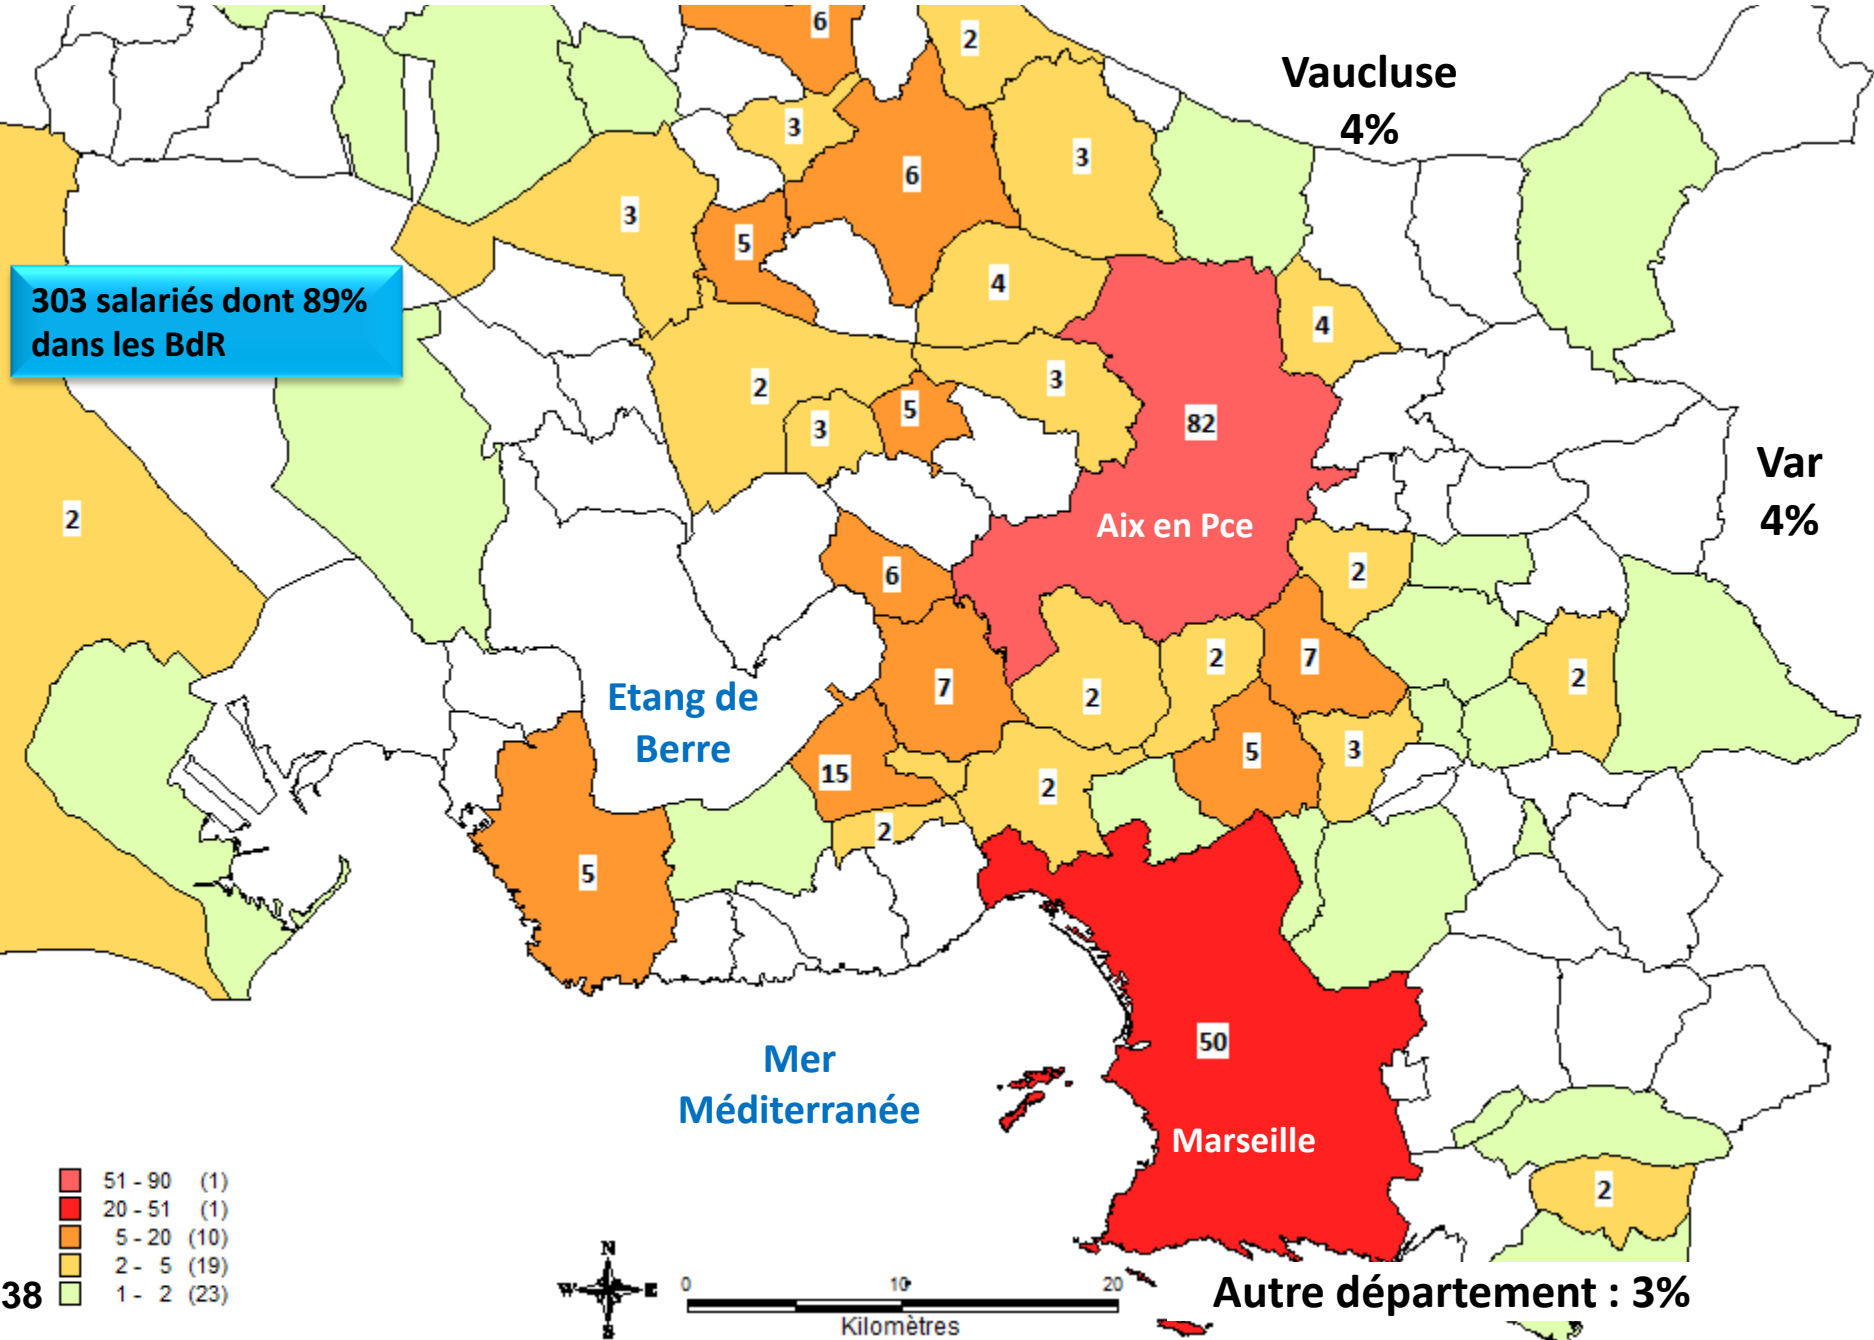 6
2
Vaucluse
4%
3
3
6
3
5
4
303 salariés dont 89%
dans les BdR
4
2
3
5
3
82
Var
4%
2
Aix en Pce
6
2
7
2
2
7
2
Etang de
Berre
15
2
5
3
2
5
50
Mer
Méditerranée
Marseille
2
51 - 90 (1)
20 - 51 (1)
5 - 20 (10)
2 - 5 (19)
1 - 2 (23)
38
N
W E
S
0 10 20
Kilomètres
Autre département : 3%